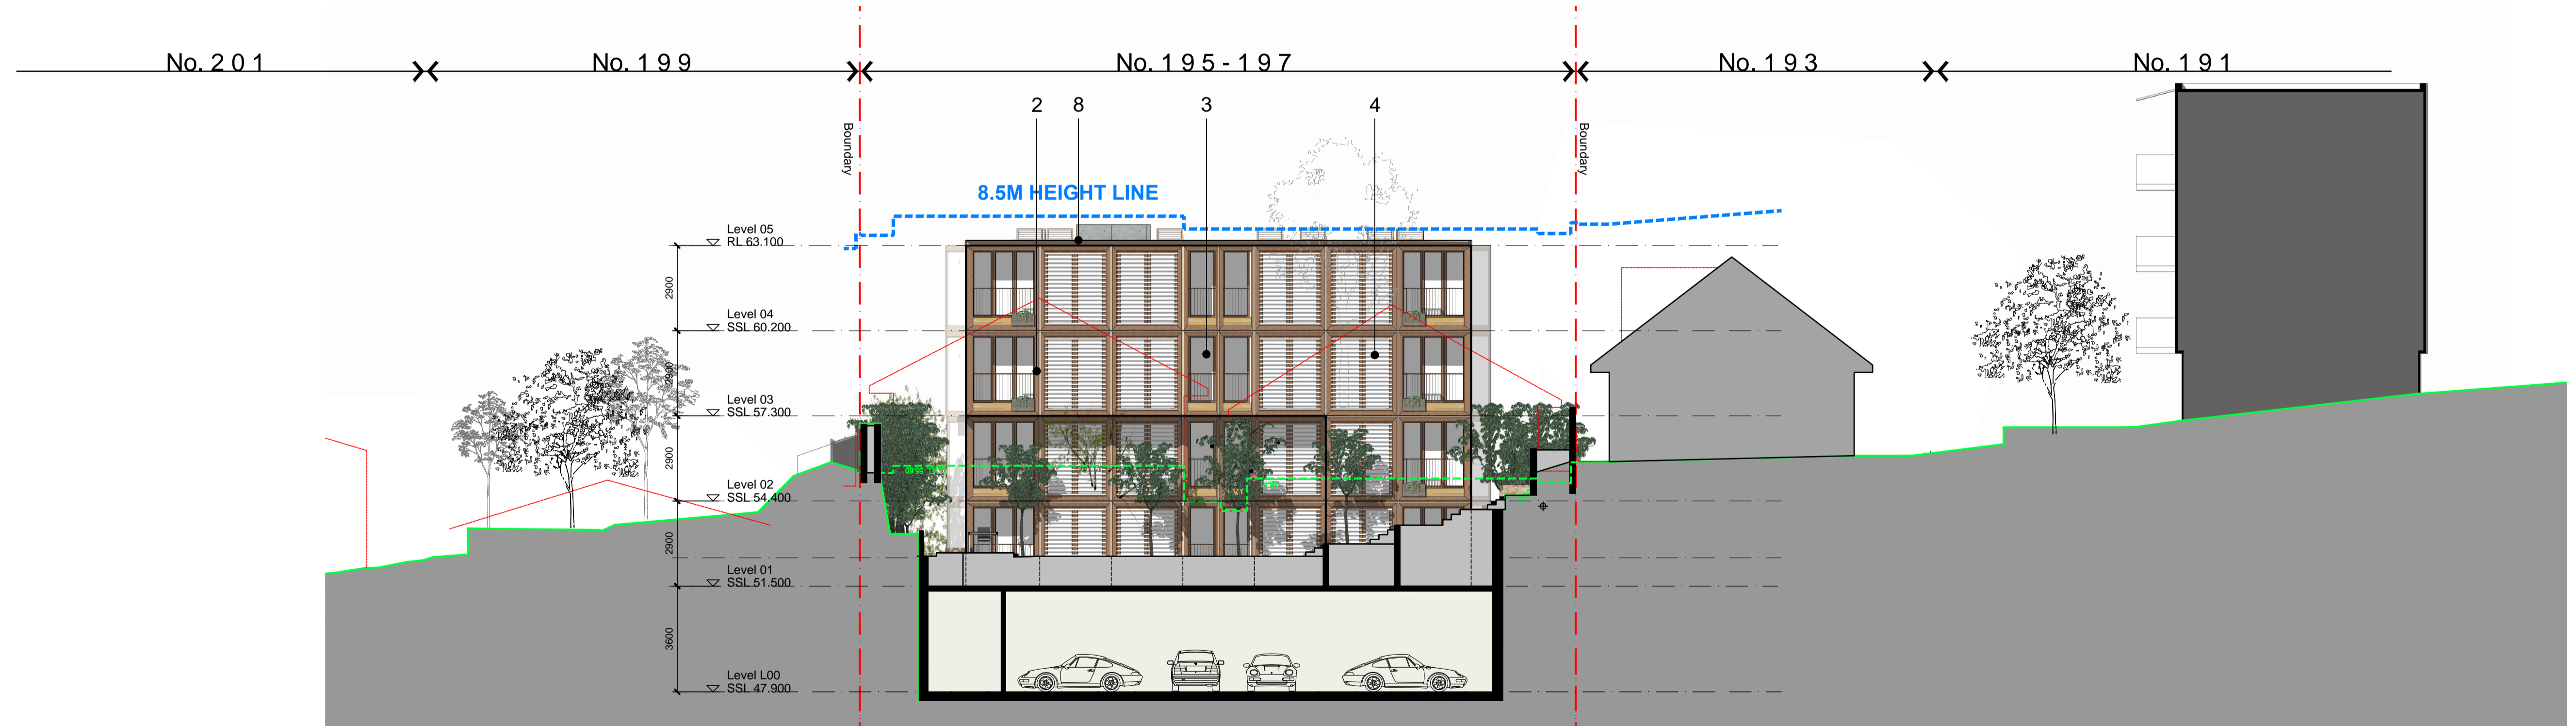 No. 2 0 1
No. 1 9 9
No. 1 9 5 - 1 9 7
No. 1 9 3
No. 1 9 1
2
8
3
4
Boundary
Boundary
8.5M HEIGHT LINE
Level 05
RL 63.100
2900
Level 04
SSL 60.200
2900
Level 03
SSL 57.300
2900
Level 02
SSL 54.400
2900
Level 01
SSL 51.500
3600
Level L00
SSL 47.900